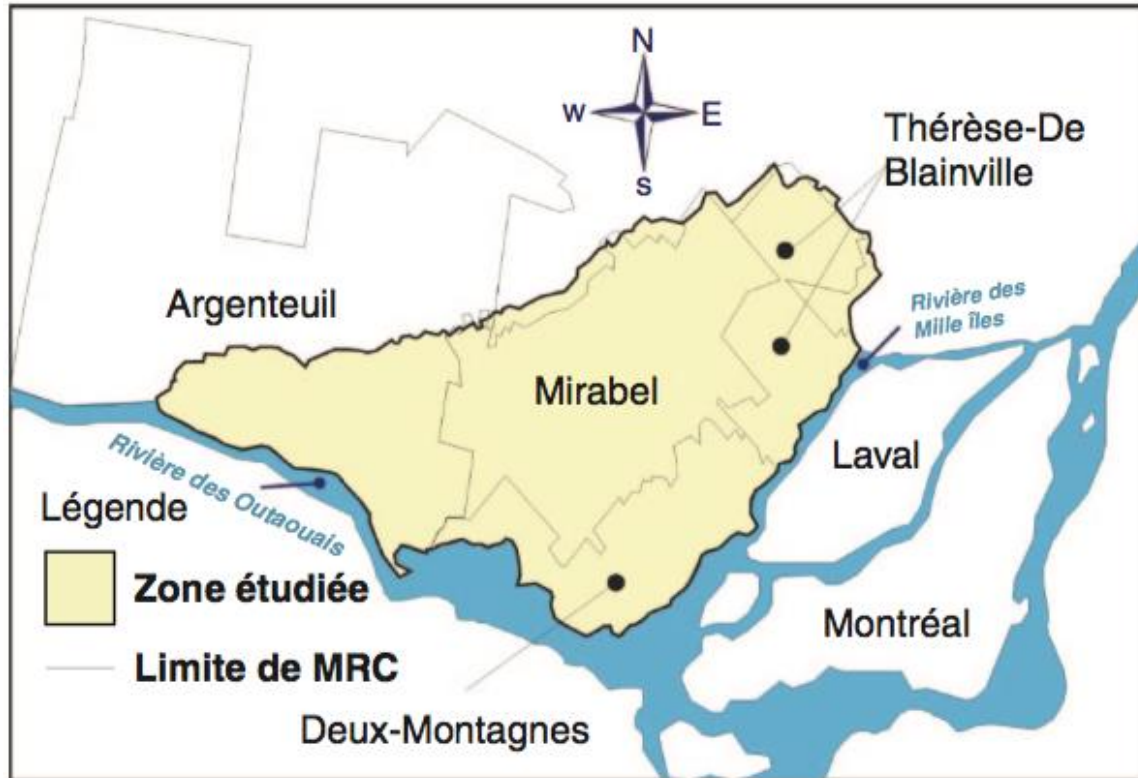 N
W E
S
Thérèse-De
Blainville
Argenteuil
Rivière des
Mille îles
Mirabel
Laval
Rivière des Outaouais
Légende
Zone étudiée
Montréal
Limite de MRC
Deux-Montagnes